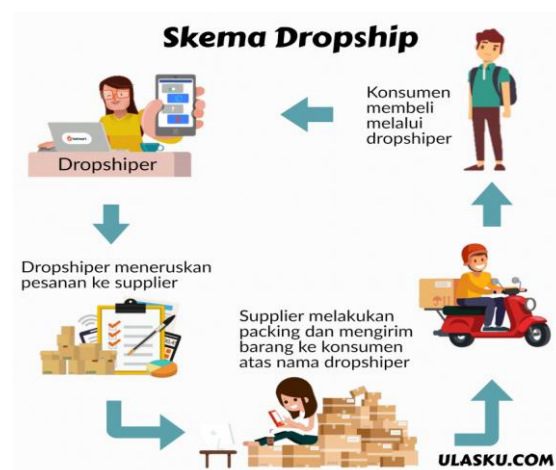 Skema Dropship
Konsumen
membeli
melalui
dropshiper
Dropshiper
Dropshiper meneruskan
pesanan ke supplier
Supplier melakukan
packing dan mengirim
barang ke konsumen
atas nama dropshiper
ULASKU.COM